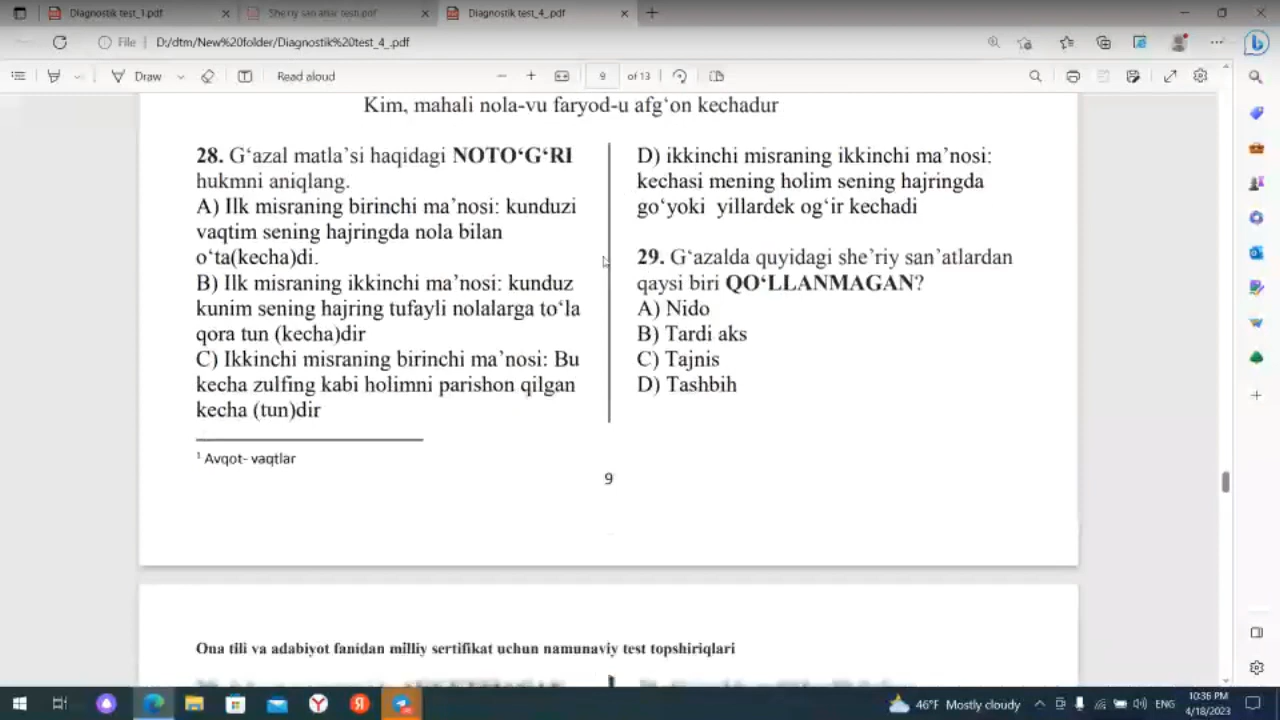 Diagnostik test_1.pdf
She'riy san'atlar testi.pdf
Diagnostik test_4_.pdf
File
D:/dtm/New%20folder/Diagnostik%20test_4_.pdf
Draw
Read aloud
9
of 13
Kim, mahali nola-vu faryod-u afg‘on kechadur
28. G‘azal matla’si haqidagi NOTO‘G‘RI
hukmni aniqlang.
A) Ilk misraning birinchi ma’nosi: kunduzi
vaqtim sening hajringda nola bilan
o‘ta(kecha)di.
B) Ilk misraning ikkinchi ma’nosi: kunduz
kunim sening hajring tufayli nolalarga to‘la
qora tun (kecha)dir
C) Ikkinchi misraning birinchi ma’nosi: Bu
kecha zulfing kabi holimni parishon qilgan
kecha (tun)dir
D) ikkinchi misraning ikkinchi ma’nosi:
kechasi mening holim sening hajringda
go‘yoki yillardek og‘ir kechadi
29. G‘azalda quyidagi she’riy san’atlardan
qaysi biri QO‘LLANMAGAN?
A) Nido
B) Tardi aks
C) Tajnis
D) Tashbih
1 Avqot- vaqtlar
9
Ona tili va adabiyot fanidan milliy sertifikat uchun namunaviy test topshiriqlari
46°F Mostly cloudy
ENG
10:36 PM
4/18/2023